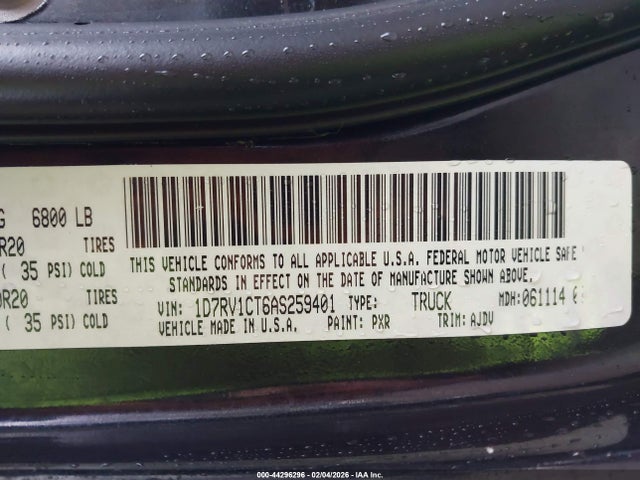 G 6800 LB
R20 TIRES
( 35 PSI) COLD
0R20 TIRES
( 35 PSI) COLD
THIS VEHICLE CONFORMS TO ALL APPLICABLE U.S.A. FEDERAL MOTOR VEHICLE SAFE
STANDARDS IN EFFECT ON THE DATE OF MANUFACTURE SHOWN ABOVE.
VIN: 1D7RV1CT6AS259401 TYPE: TRUCK MDH: 061114 0
VEHICLE MADE IN U.S.A. PAINT: PXR TRIM: AJDV
000-44296296 - 02/04/2026 - © IAA Inc.